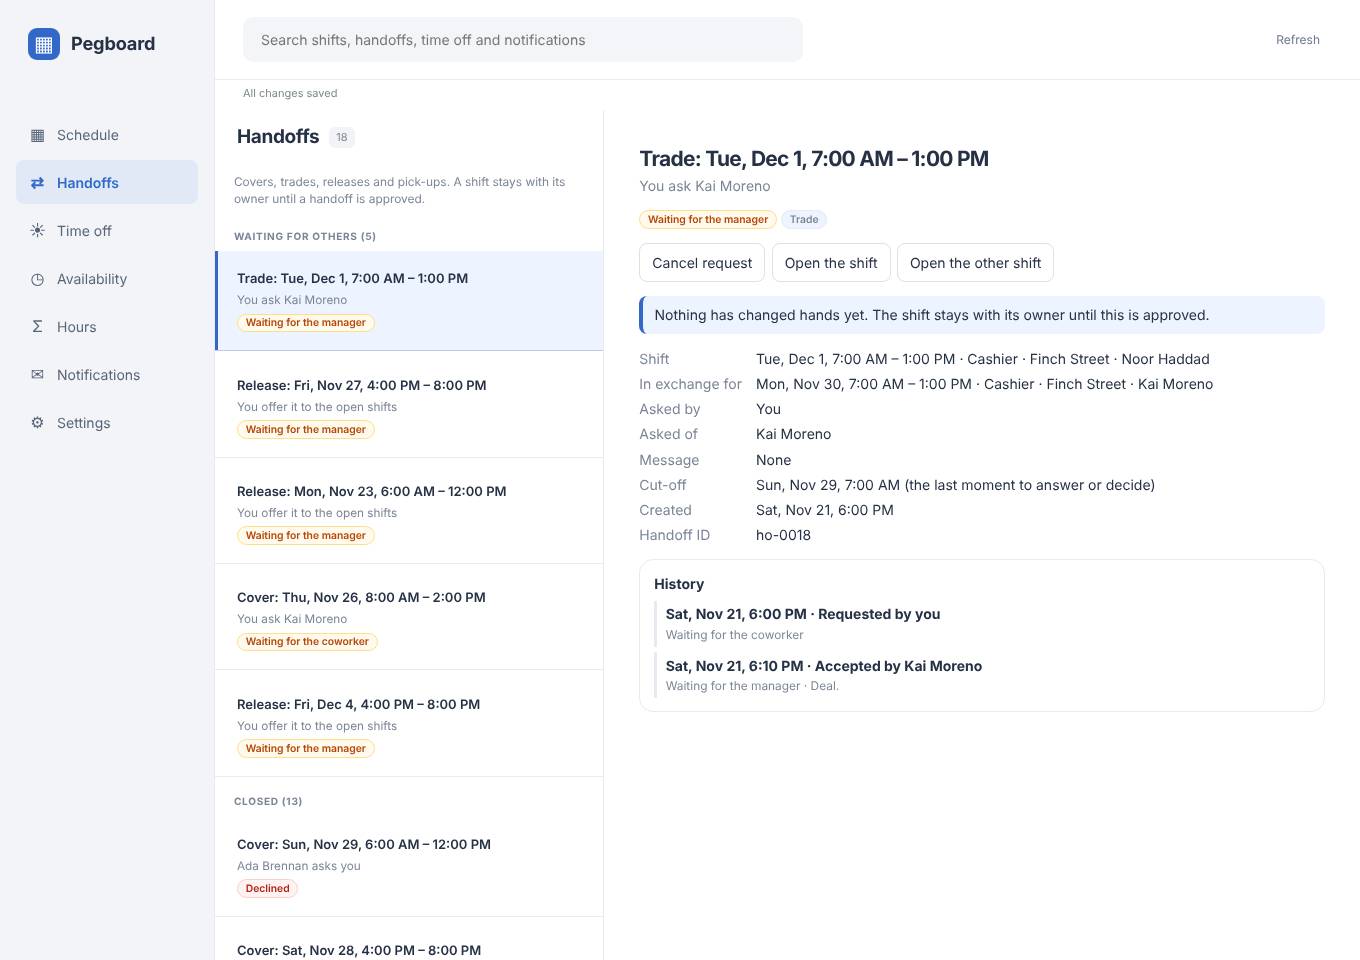 Pegboard
Schedule
Handoffs
Time off
Availability
Hours
Notifications
Settings
Search shifts, handoffs, time off and notifications
Refresh
All changes saved
Handoffs 18
Covers, trades, releases and pick-ups. A shift stays with its
owner until a handoff is approved.
WAITING FOR OTHERS (5)
Trade: Tue, Dec 1, 7:00 AM – 1:00 PM
You ask Kai Moreno
Waiting for the manager
Release: Fri, Nov 27, 4:00 PM – 8:00 PM
You offer it to the open shifts
Waiting for the manager
Release: Mon, Nov 23, 6:00 AM – 12:00 PM
You offer it to the open shifts
Waiting for the manager
Cover: Thu, Nov 26, 8:00 AM – 2:00 PM
You ask Kai Moreno
Waiting for the coworker
Release: Fri, Dec 4, 4:00 PM – 8:00 PM
You offer it to the open shifts
Waiting for the manager
CLOSED (13)
Cover: Sun, Nov 29, 6:00 AM – 12:00 PM
Ada Brennan asks you
Declined
Cover: Sat, Nov 28, 4:00 PM – 8:00 PM
Trade: Tue, Dec 1, 7:00 AM – 1:00 PM
You ask Kai Moreno
Waiting for the manager Trade
Cancel request Open the shift Open the other shift
Nothing has changed hands yet. The shift stays with its owner until this is approved.
Shift Tue, Dec 1, 7:00 AM – 1:00 PM · Cashier · Finch Street · Noor Haddad
In exchange for Mon, Nov 30, 7:00 AM – 1:00 PM · Cashier · Finch Street · Kai Moreno
Asked by You
Asked of Kai Moreno
Message None
Cut-off Sun, Nov 29, 7:00 AM (the last moment to answer or decide)
Created Sat, Nov 21, 6:00 PM
Handoff ID ho-0018
History
Sat, Nov 21, 6:00 PM · Requested by you
Waiting for the coworker
Sat, Nov 21, 6:10 PM · Accepted by Kai Moreno
Waiting for the manager · Deal.